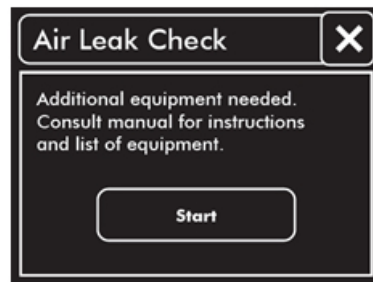 Air Leak Check
Additional equipment needed.
Consult manual for instructions
and list of equipment.
Start